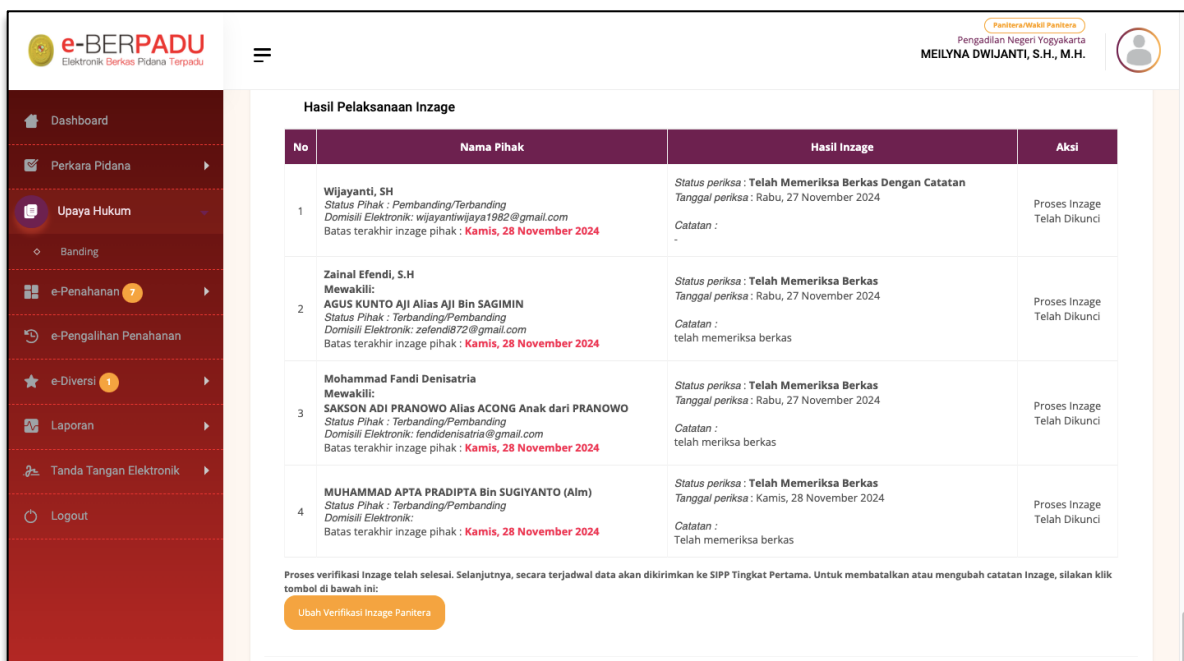 e-BERPADU
Elektronik Berkas Pidana Terpadu
Panitera/Wakil Panitera
Pengadilan Negeri Yogyakarta
MEILYNA DWIJANTI, S.H., M.H.
Dashboard
Perkara Pidana
Upaya Hukum
Banding
e-Penahanan 7
e-Pengalihan Penahanan
e-Diversi 1
Laporan
Tanda Tangan Elektronik
Logout
Hasil Pelaksanaan Inzage
No Nama Pihak Hasil Inzage Aksi
1
Wijayanti, SH
Status Pihak : Pembanding/Terbanding
Domisili Elektronik: wijayantiwijaya1982@gmail.com
Batas terakhir inzage pihak : Kamis, 28 November 2024
Status periksa : Telah Memeriksa Berkas Dengan Catatan
Tanggal periksa : Rabu, 27 November 2024
Catatan :
-
Proses Inzage
Telah Dikunci
2
Zainal Efendi, S.H
Mewakili:
AGUS KUNTO AJI Alias AJI Bin SAGIMIN
Status Pihak : Terbanding/Pembanding
Domisili Elektronik: zefendi872@gmail.com
Batas terakhir inzage pihak : Kamis, 28 November 2024
Status periksa : Telah Memeriksa Berkas
Tanggal periksa : Rabu, 27 November 2024
Catatan :
telah memeriksa berkas
Proses Inzage
Telah Dikunci
3
Mohammad Fandi Denisatria
Mewakili:
SAKSON ADI PRANOWO Alias ACONG Anak dari PRANOWO
Status Pihak : Terbanding/Pembanding
Domisili Elektronik: fendidenisatria@gmail.com
Batas terakhir inzage pihak : Kamis, 28 November 2024
Status periksa : Telah Memeriksa Berkas
Tanggal periksa : Rabu, 27 November 2024
Catatan :
telah meriksa berkas
Proses Inzage
Telah Dikunci
4
MUHAMMAD APTA PRADIPTA Bin SUGIYANTO (Alm)
Status Pihak : Terbanding/Pembanding
Domisili Elektronik:
Batas terakhir inzage pihak : Kamis, 28 November 2024
Status periksa : Telah Memeriksa Berkas
Tanggal periksa : Kamis, 28 November 2024
Catatan :
Telah memeriksa berkas
Proses Inzage
Telah Dikunci
Proses verifikasi Inzage telah selesai. Selanjutnya, secara terjadwal data akan dikirimkan ke SIPP Tingkat Pertama. Untuk membatalkan atau mengubah catatan Inzage, silakan klik
tombol di bawah ini:
Ubah Verifikasi Inzage Panitera